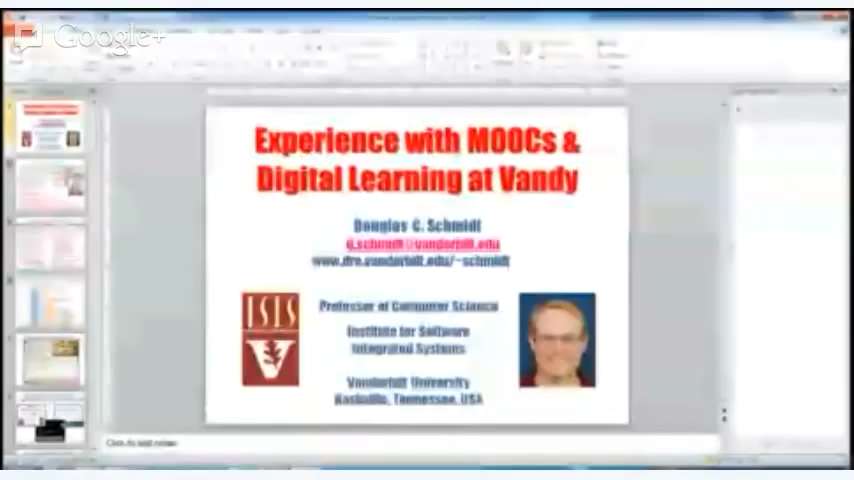 Google+
Experience with MOOCs &
Digital Learning at Vandy
Douglas C. Schmidt
d.schmidt@vanderbilt.edu
www.dre.vanderbilt.edu/~schmidt
ISIS
V
Professor of Computer Science
Institute for Software
Integrated Systems
Vanderbilt University
Nashville, Tennessee, USA
Click to add notes